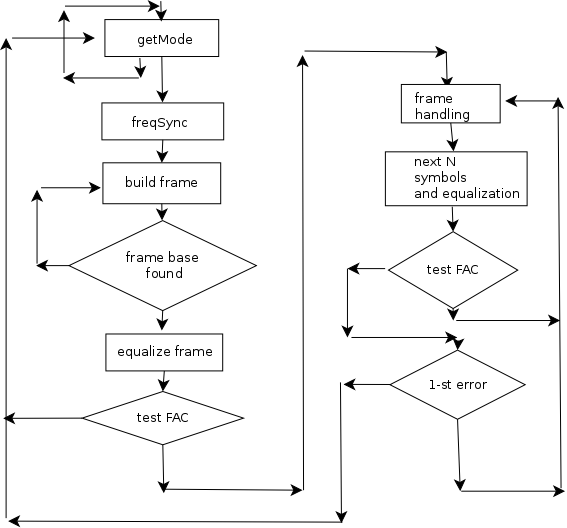 getMode
freqSync
build frame
frame base
found
equalize frame
test FAC
frame
handling
next N
symbols
and equalization
test FAC
1-st error